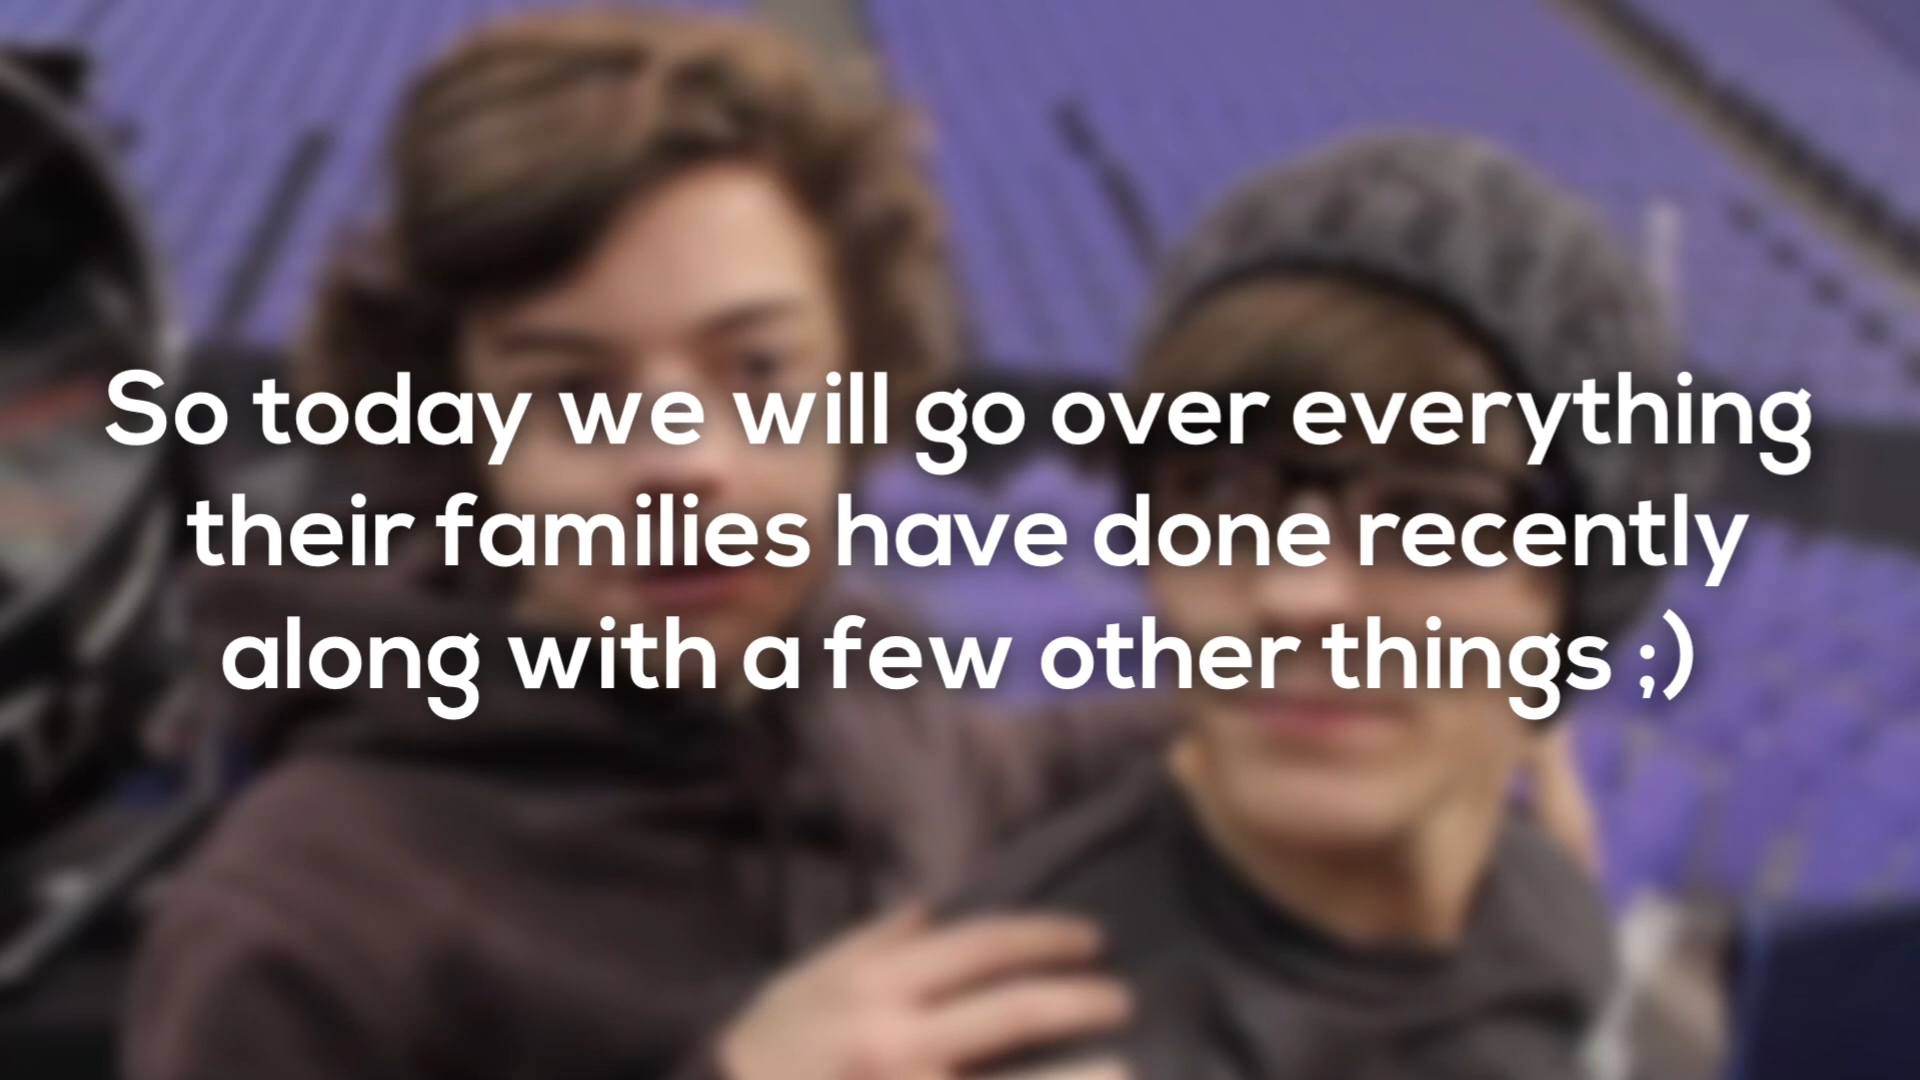 So today we will go over everything
their families have done recently
along with a few other things ;)